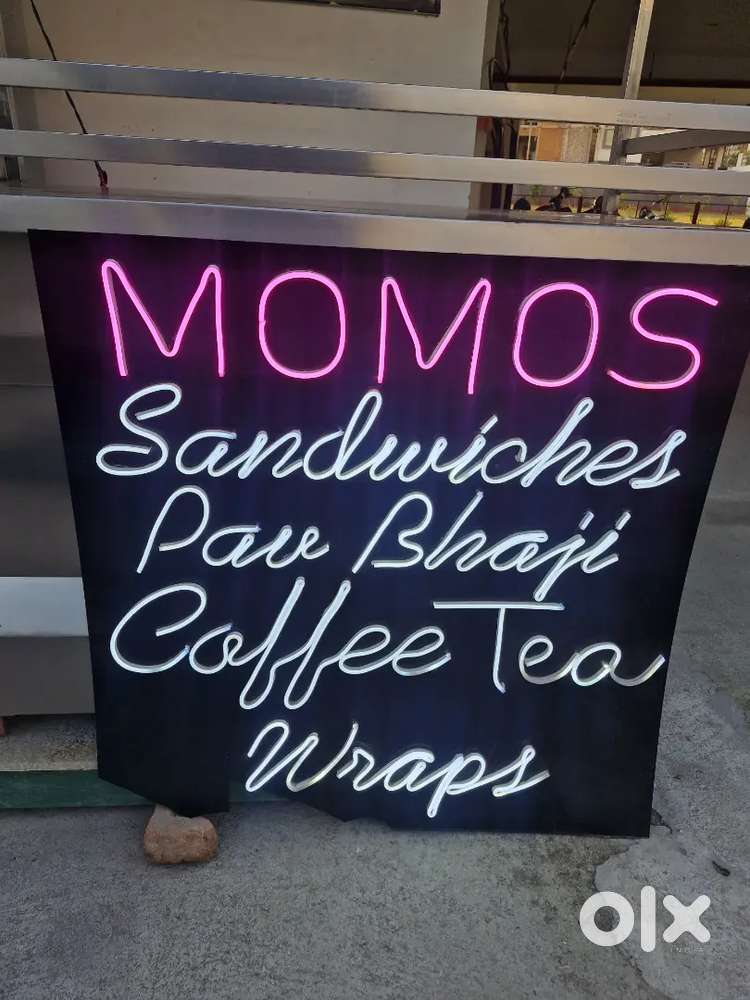 MOMOS
Sandwiches
Pav Bhaji
Coffee Tea
Wraps
olx